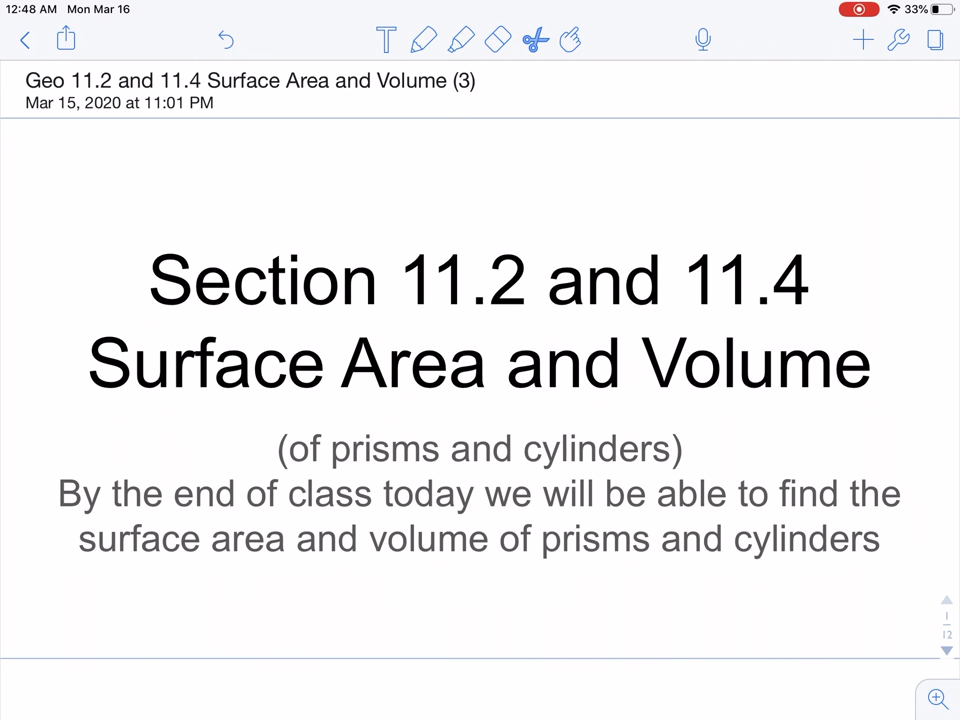 12:48 AM Mon Mar 16
33%
T
Geo 11.2 and 11.4 Surface Area and Volume (3)
Mar 15, 2020 at 11:01 PM
Section 11.2 and 11.4
Surface Area and Volume
(of prisms and cylinders)
By the end of class today we will be able to find the
surface area and volume of prisms and cylinders
1
12